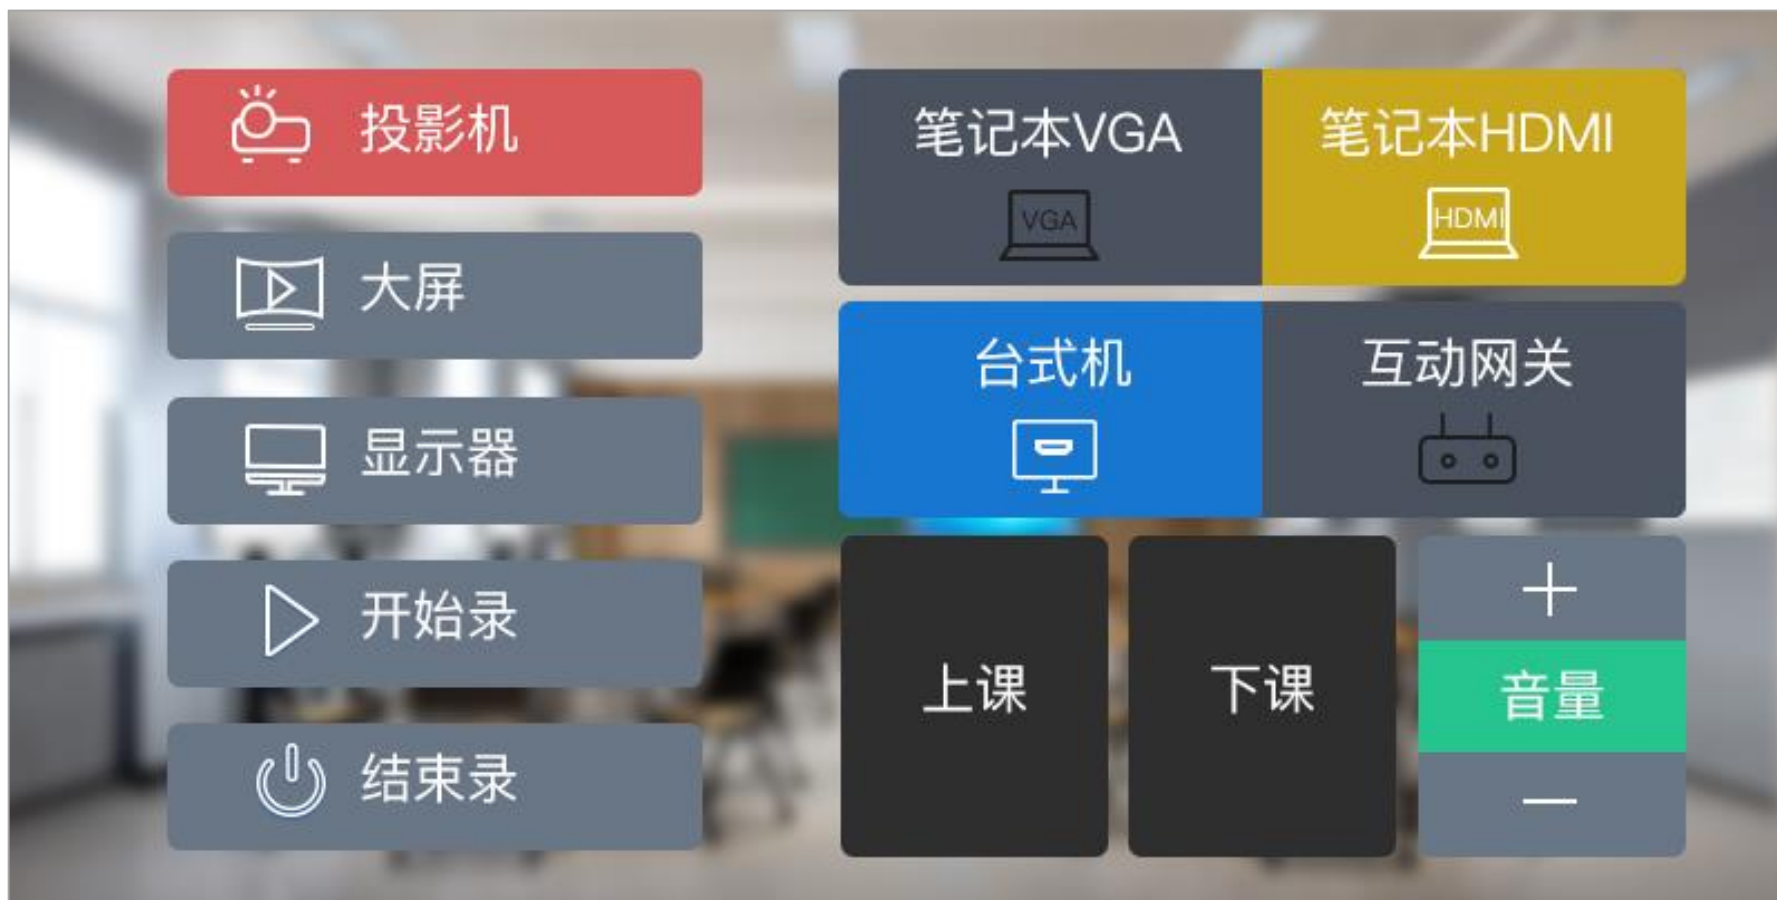 投影机
大屏
显示器
开始录
结束录
笔记本VGA
VGA
笔记本HDMI
HDMI
台式机
互动网关
上课
下课
+
音量
—